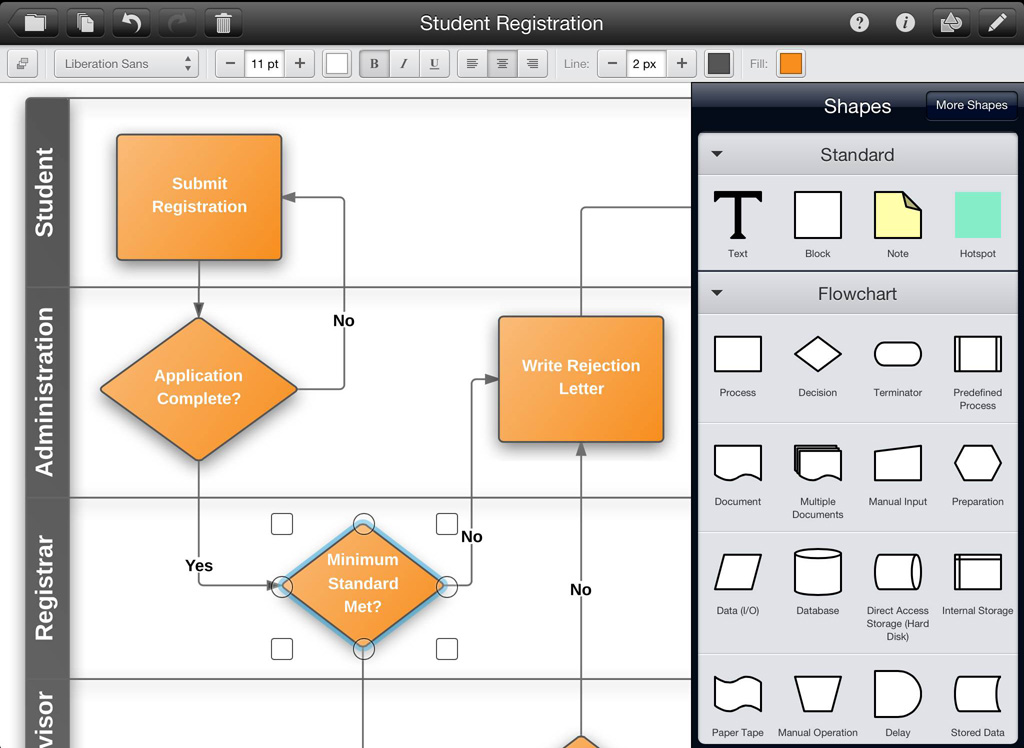 Student Registration
Liberation Sans
11 pt
B
I
U
Line:
2 px
Fill:
Student
Submit
Registration
Administration
Application
Complete?
No
Write Rejection
Letter
Registrar
Yes
Minimum
Standard
Met?
No
No
visor
Shapes
More Shapes
Standard
Text
Block
Note
Hotspot
Flowchart
Process
Decision
Terminator
Predefined
Process
Document
Multiple
Documents
Manual Input
Preparation
Data (I/O)
Database
Direct Access
Storage (Hard
Disk)
Internal Storage
Paper Tape
Manual Operation
Delay
Stored Data